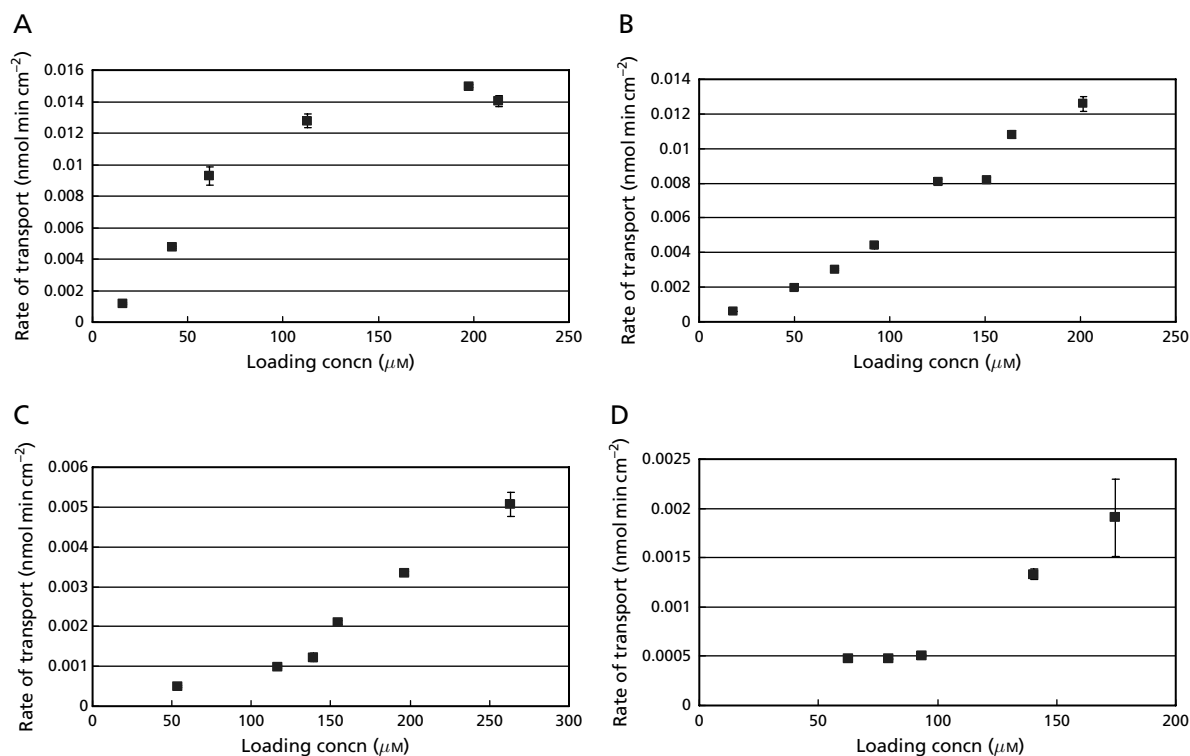 A
Rate of transport (nmol min cm⁻²)
0.016
0.014
0.012
0.01
0.008
0.006
0.004
0.002
0
0 50 100 150 200 250
Loading concn (μM)
B
Rate of transport (nmol min cm⁻²)
0.014
0.012
0.01
0.008
0.006
0.004
0.002
0
0 50 100 150 200 250
Loading concn (μM)
C
Rate of transport (nmol min cm⁻²)
0.006
0.005
0.004
0.003
0.002
0.001
0
0 50 100 150 200 250 300
Loading concn (μM)
D
Rate of transport (nmol min cm⁻²)
0.0025
0.002
0.0015
0.001
0.0005
0
0 50 100 150 200
Loading concn (μM)